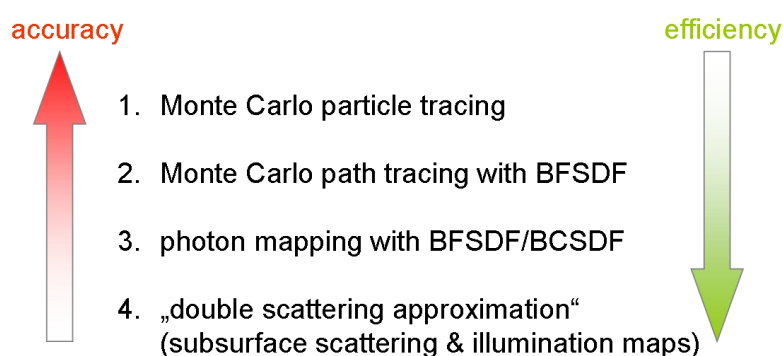 accuracy
efficiency
1. Monte Carlo particle tracing
2. Monte Carlo path tracing with BFSDF
3. photon mapping with BFSDF/BCSDF
4. „double scattering approximation“
(subsurface scattering & illumination maps)